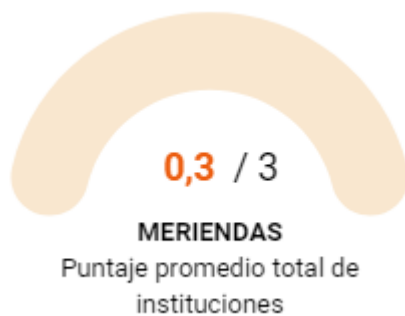 0,3 / 3
MERIENDAS
Puntaje promedio total de
instituciones